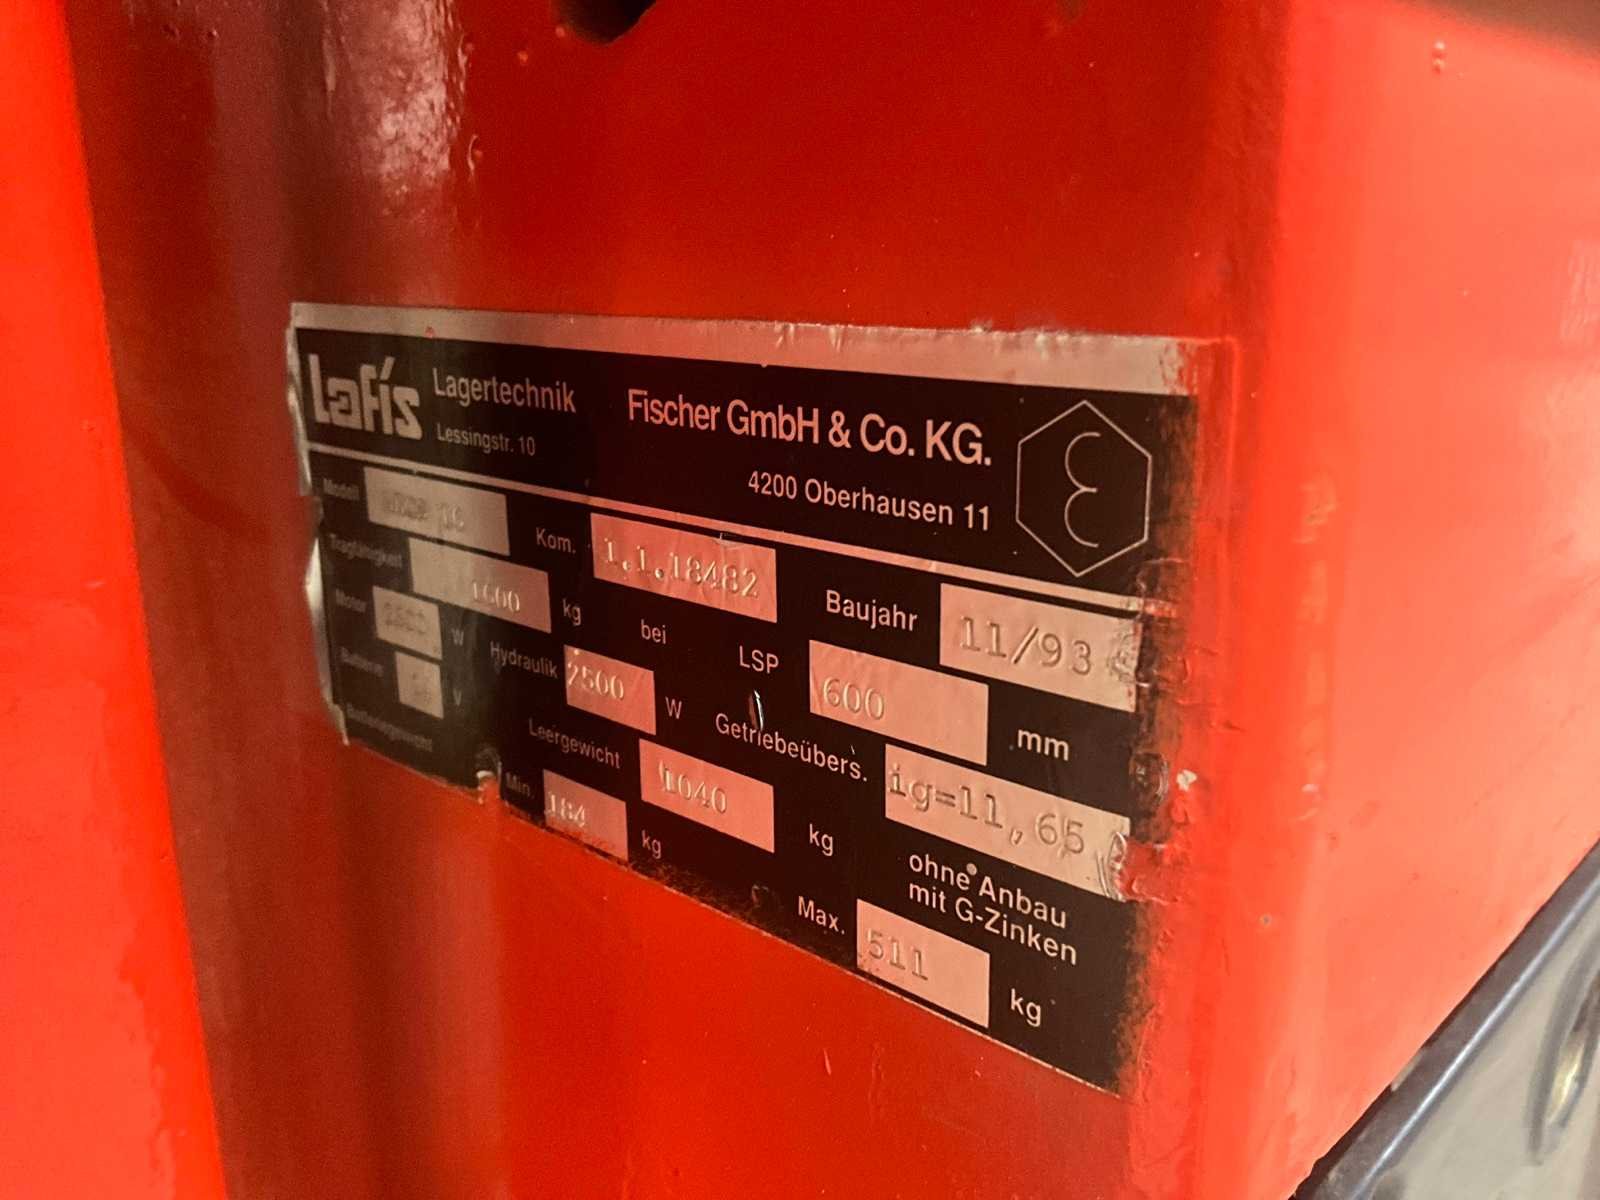 Lafis Lagertechnik Fischer GmbH & Co. KG.
Lessingstr. 10 4200 Oberhausen 11
Modell 16 Kom. 1.1.18482 Baujahr 11/93
Tragfähigkeit 1600 kg bei LSP 600 mm
Motor W Hydraulik 2500 W Getriebeübers. ig=11,65
Batterie V Leergewicht 1040 kg ohne Anbau
mit G-Zinken
Batteriegewicht Min. 184 kg Max. 511 kg